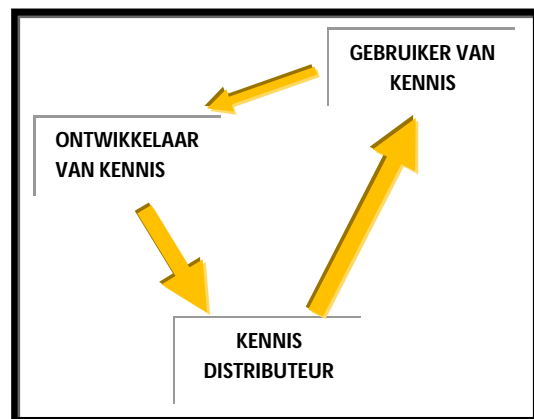 GEBRUIKER VAN
KENNIS
ONTWIKKELAAR
VAN KENNIS
KENNIS
DISTRIBUTEUR